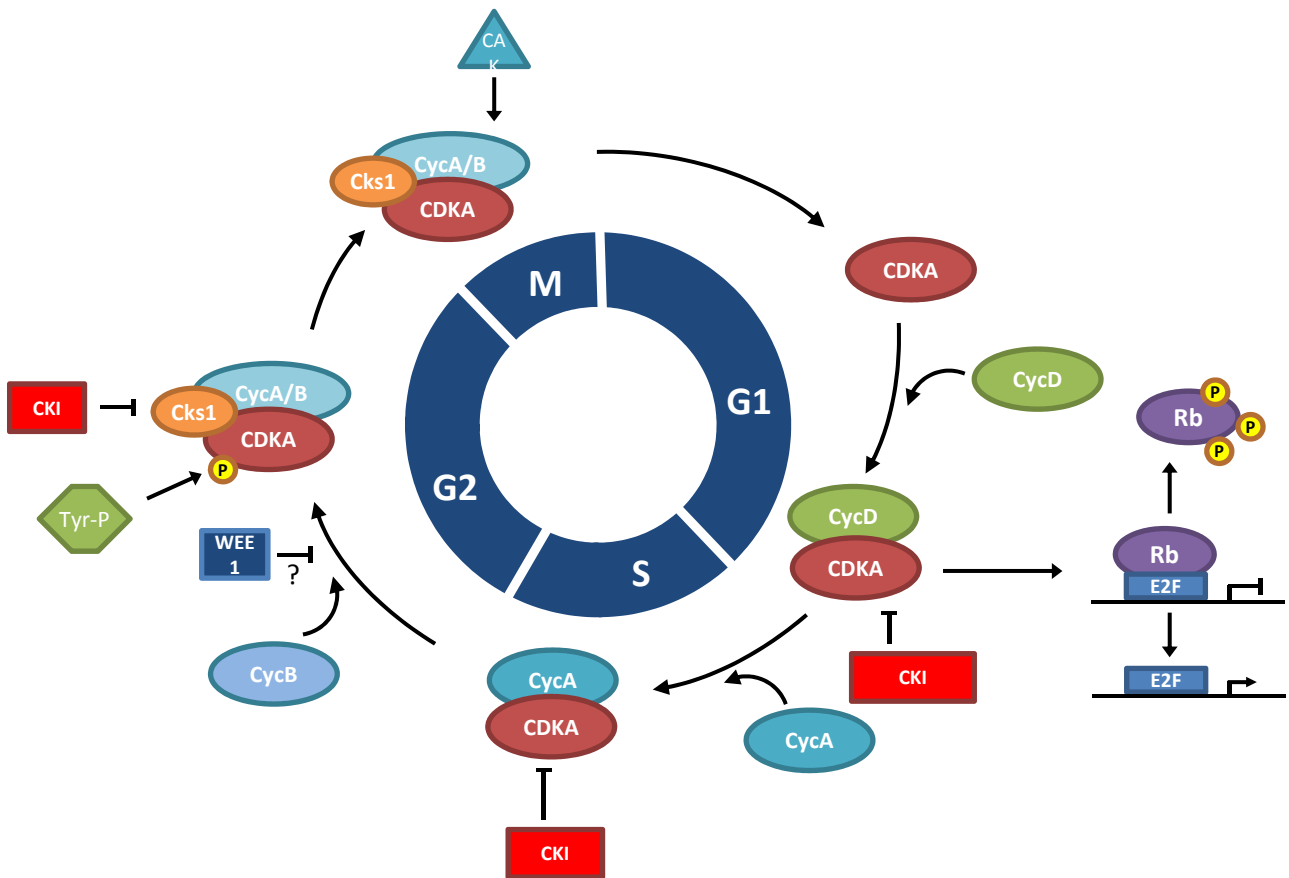 CA
K
CycA/B
Cks1
CDKA
CDKA
M
G1
CycD
P
Rb
P
P
CycA/B
CKI
Cks1
CDKA
P
G2
Tyr-P
CycD
WEE
1
?
S
CDKA
Rb
E2F
CycB
CycA
CKI
E2F
CDKA
CycA
CKI